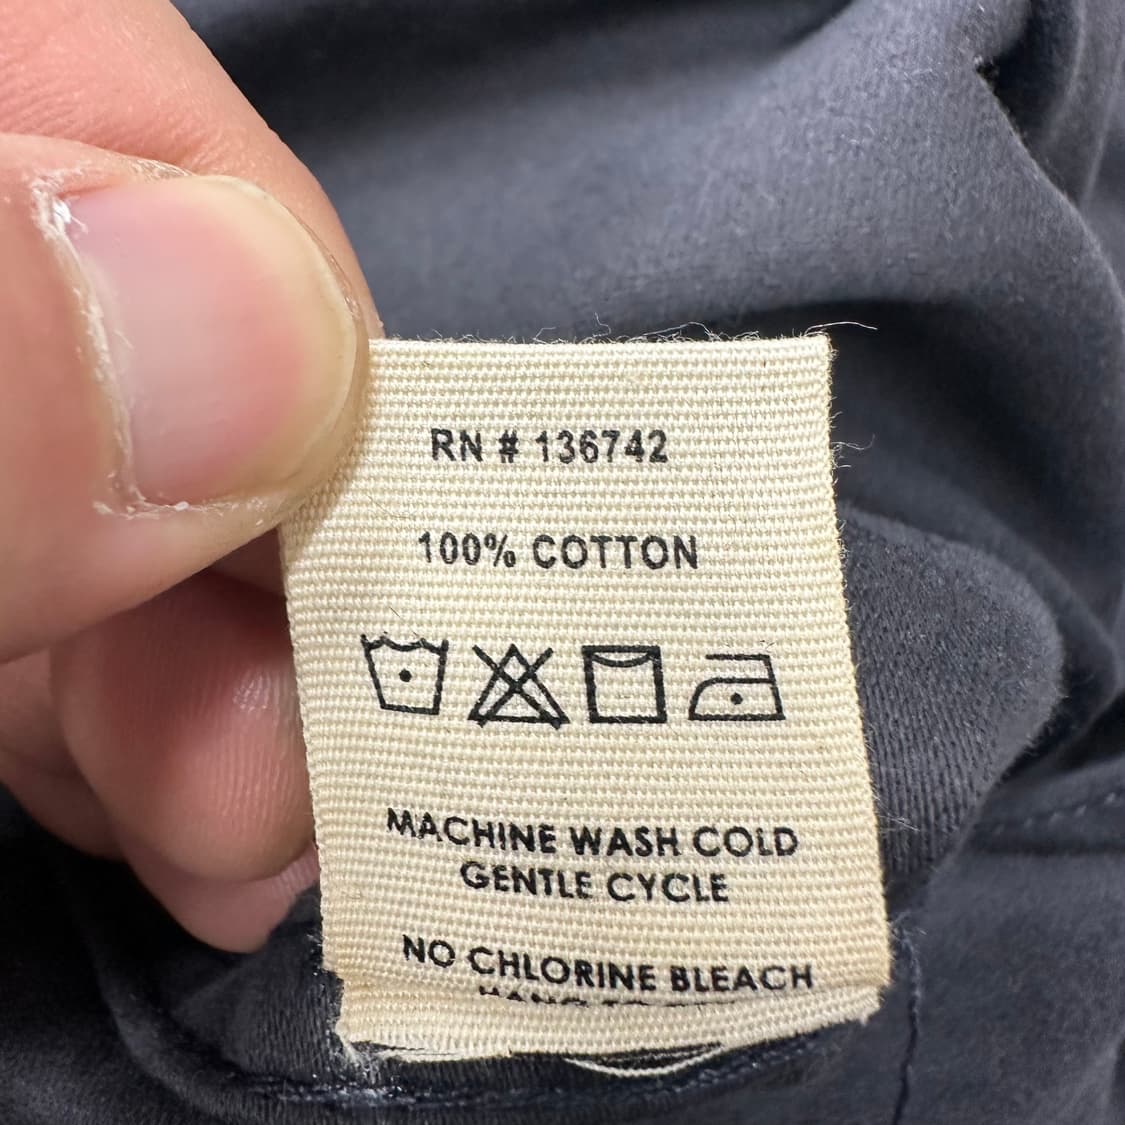 RN # 136742
100% COTTON
MACHINE WASH COLD
GENTLE CYCLE
NO CHLORINE BLEACH